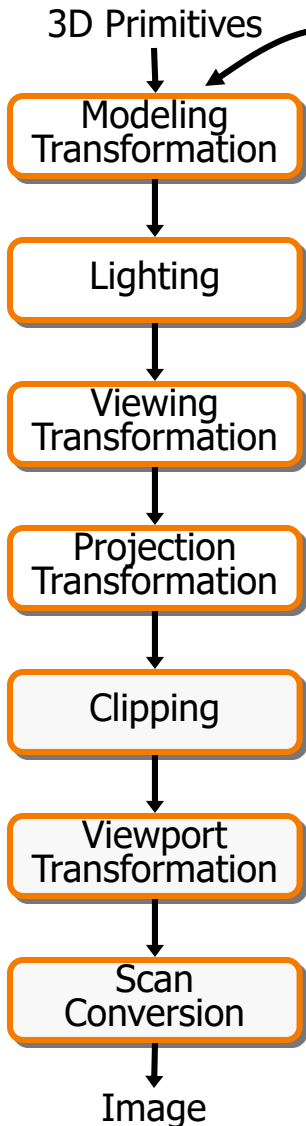 3D Primitives
Modeling
Transformation
Lighting
Viewing
Transformation
Projection
Transformation
Clipping
Viewport
Transformation
Scan
Conversion
Image